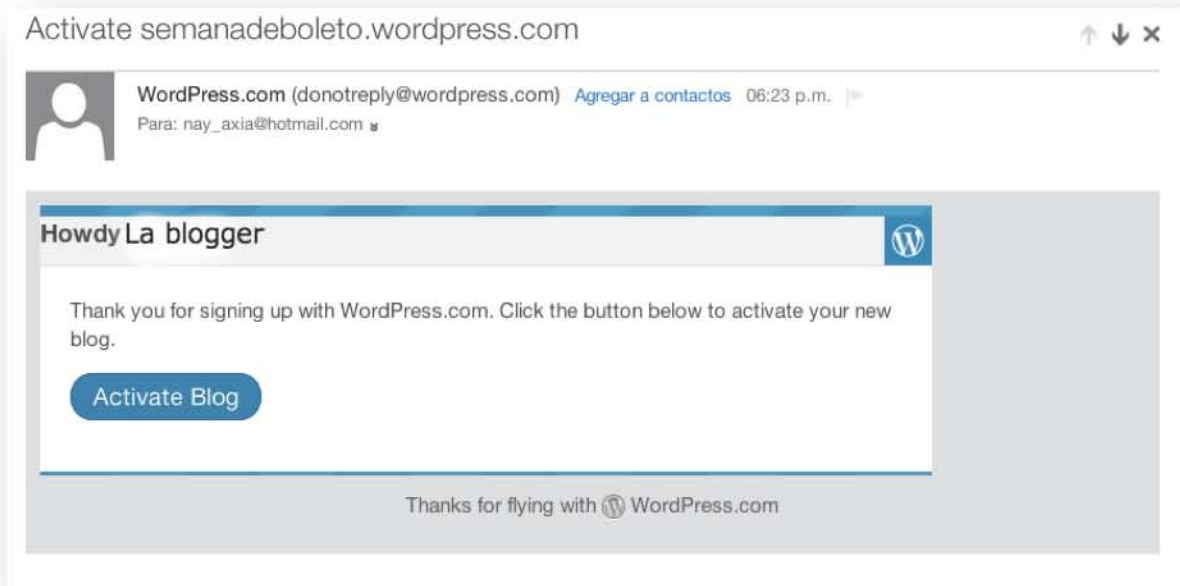 Activate semanadeboleto.wordpress.com
WordPress.com (donotreply@wordpress.com) Agregar a contactos 06:23 p.m.
Para: nay_axia@hotmail.com
Howdy La blogger
Thank you for signing up with WordPress.com. Click the button below to activate your new
blog.
Activate Blog
Thanks for flying with WordPress.com